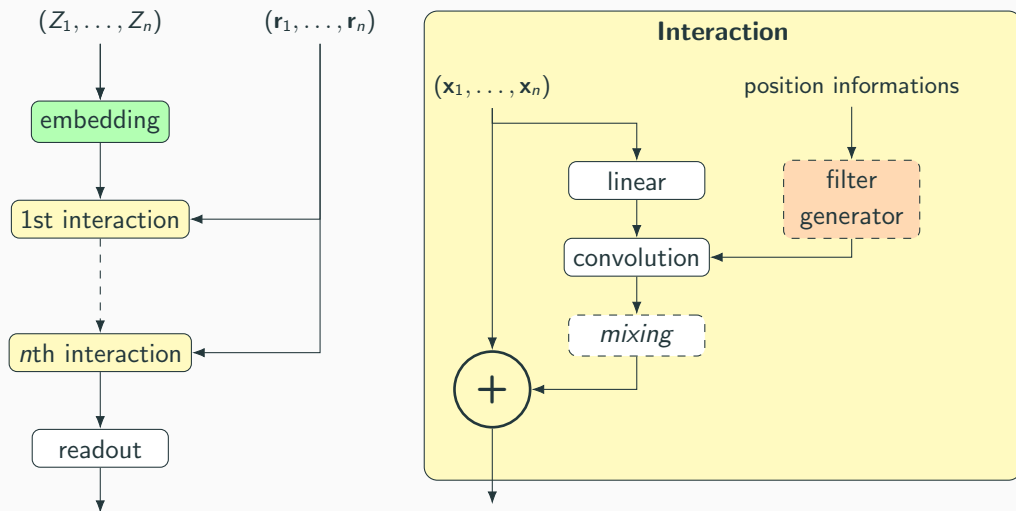 (Z₁, . . . , Zₙ)
(r₁, . . . , rₙ)
embedding
1st interaction
nth interaction
readout
Interaction
(x₁, . . . , xₙ)
position informations
linear
filter
generator
convolution
mixing
+